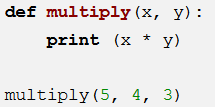 def multiply(x, y):
    print (x * y)

multiply(5, 4, 3)